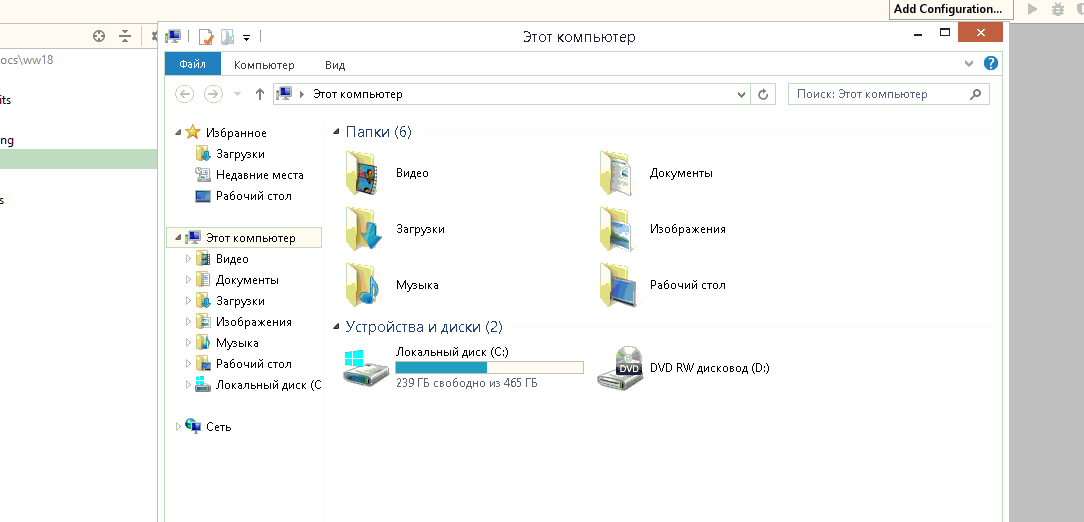 Add Configuration...
Этот компьютер
ocs\ww18
Файл
Компьютер
Вид
Этот компьютер
Поиск: Этот компьютер
its
ng
s
Избранное
Загрузки
Недавние места
Рабочий стол
Этот компьютер
Видео
Документы
Загрузки
Изображения
Музыка
Рабочий стол
Локальный диск (C
Сеть
Папки (6)
Видео
Документы
Загрузки
Изображения
Музыка
Рабочий стол
Устройства и диски (2)
Локальный диск (C:)
239 ГБ свободно из 465 ГБ
DVD
DVD RW дисковод (D:)